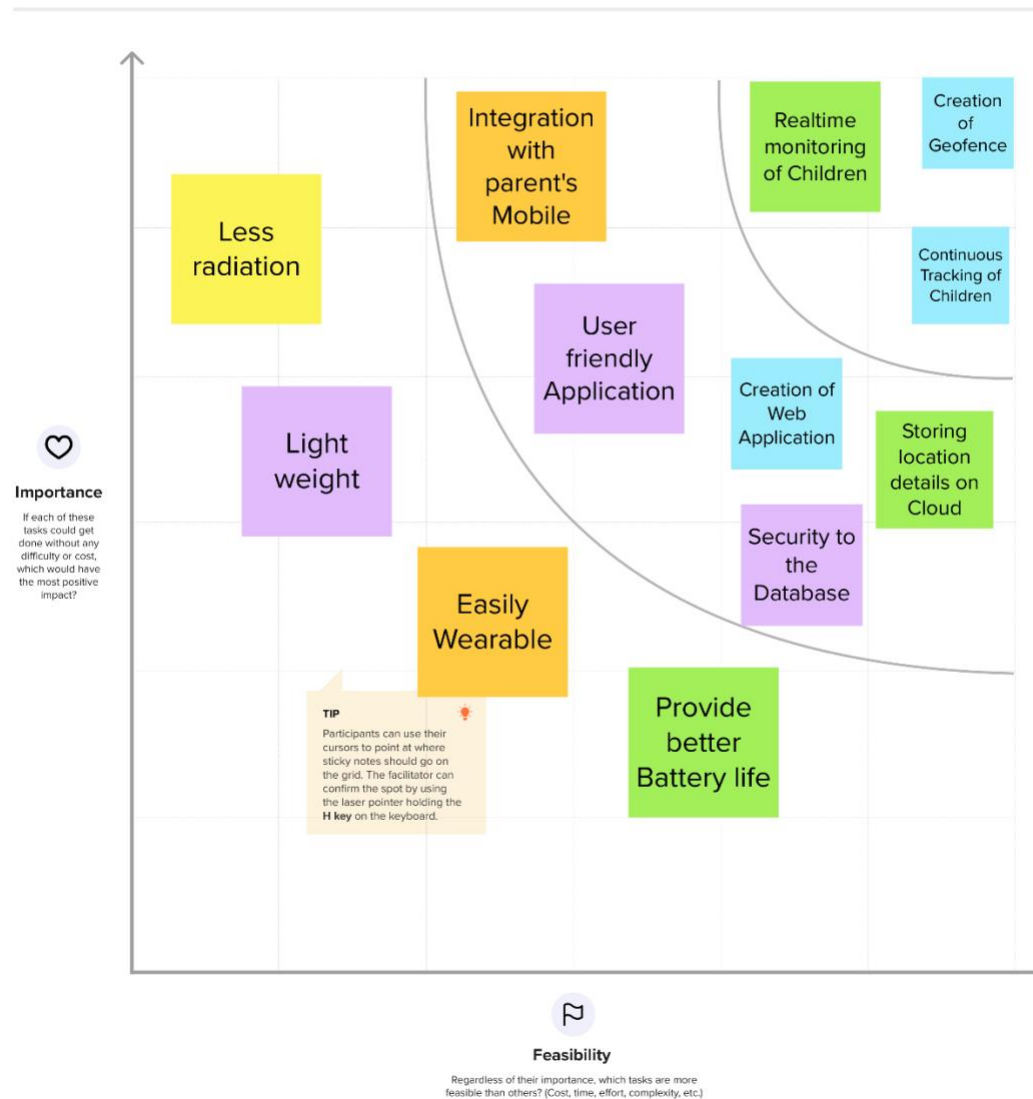 Integration
with
parent's
Mobile
Realtime
monitoring
of Children
Creation
of
Geofence
Less
radiation
Continuous
Tracking of
Children
User
friendly
Application
Creation of
Web
Application
Light
weight
Storing
location
details on
Cloud
Importance
If each of these
tasks could get
done without any
difficulty or cost,
which would have
the most positive
impact?
Security to
the
Database
Easily
Wearable
TIP
Participants can use their
cursors to point at where
sticky notes should go on
the grid. The facilitator can
confirm the spot by using
the laser pointer holding the
H key on the keyboard.
Provide
better
Battery life
Feasibility
Regardless of their importance, which tasks are more
feasible than others? (Cost, time, effort, complexity, etc.)